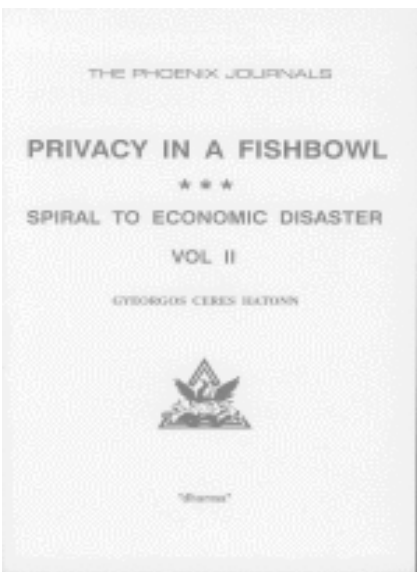 THE PHOENIX JOURNALS
PRIVACY IN A FISHBOWL
* * *
SPIRAL TO ECONOMIC DISASTER
VOL II
GYEORGOS CERES HATONN
"dharma"